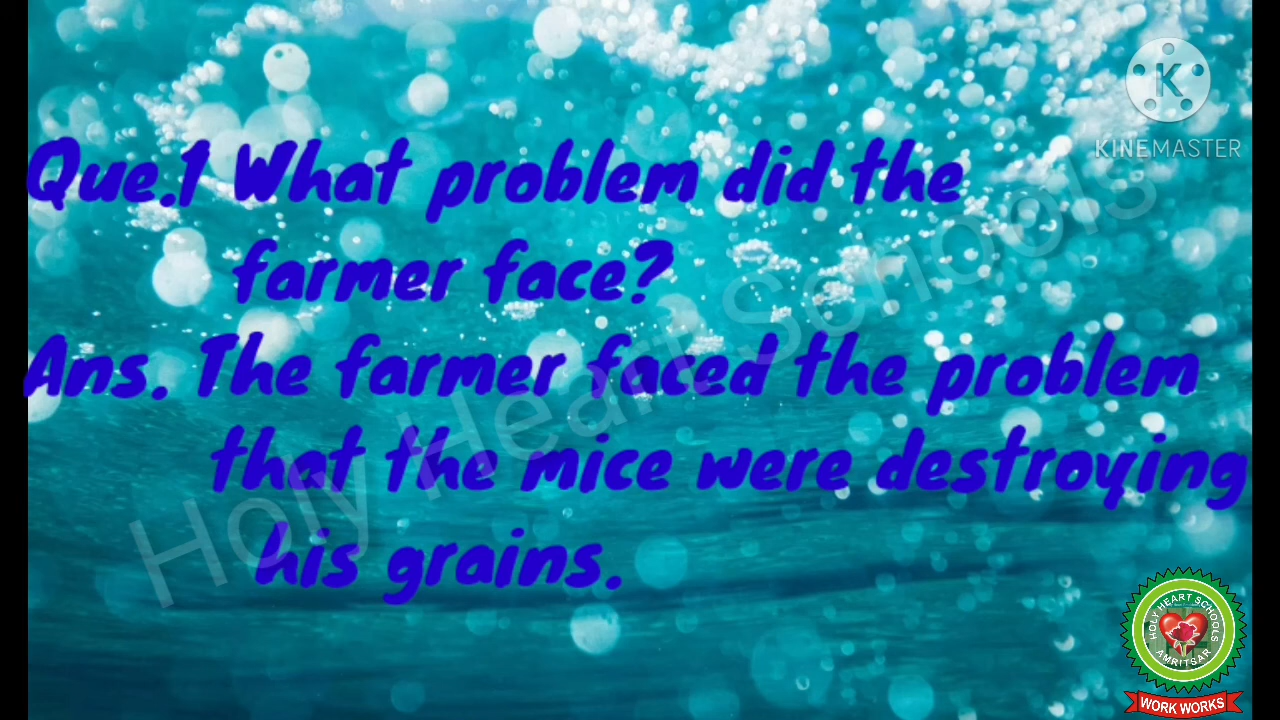 KINEMASTER
Que.1 What problem did the
farmer face?
Ans. The farmer faced the problem
that the mice were destroying
his grains.
Holy Heart Schools
HOLY HEART SCHOOLS
AMRITSAR
WORK WORKS